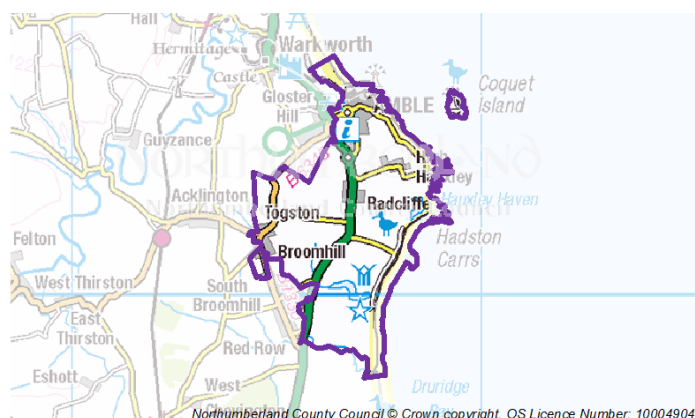 Hall
Hermitage
Warkworth
Castle
Gloster
Hill
AMBLE
Coquet
Island
Guyzance
Acklington
Togston
Radcliffe
Hauxley Haven
Hadston
Carrs
Felton
Broomhill
West Thirston
South
Broomhill
East
Thirston
Red Row
Eshott
West
Druridge
Northumberland County Council © Crown copyright. OS Licence Number: 10004904